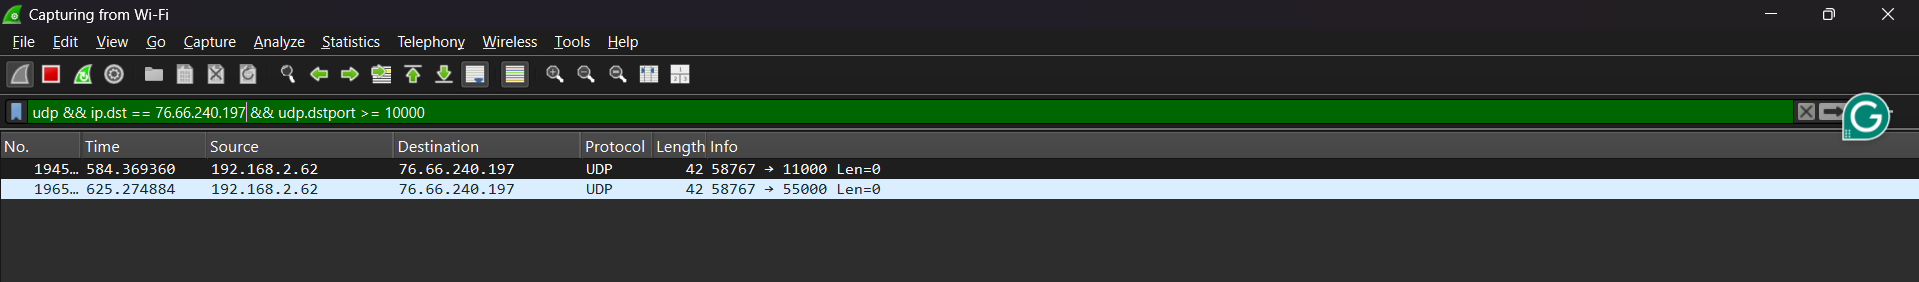 Capturing from Wi-Fi
File Edit View Go Capture Analyze Statistics Telephony Wireless Tools Help
udp && ip.dst == 76.66.240.197 && udp.dstport >= 10000
No. Time Source Destination Protocol Length Info
1945… 584.369360 192.168.2.62 76.66.240.197 UDP 42 58767 → 11000 Len=0
1965… 625.274884 192.168.2.62 76.66.240.197 UDP 42 58767 → 55000 Len=0